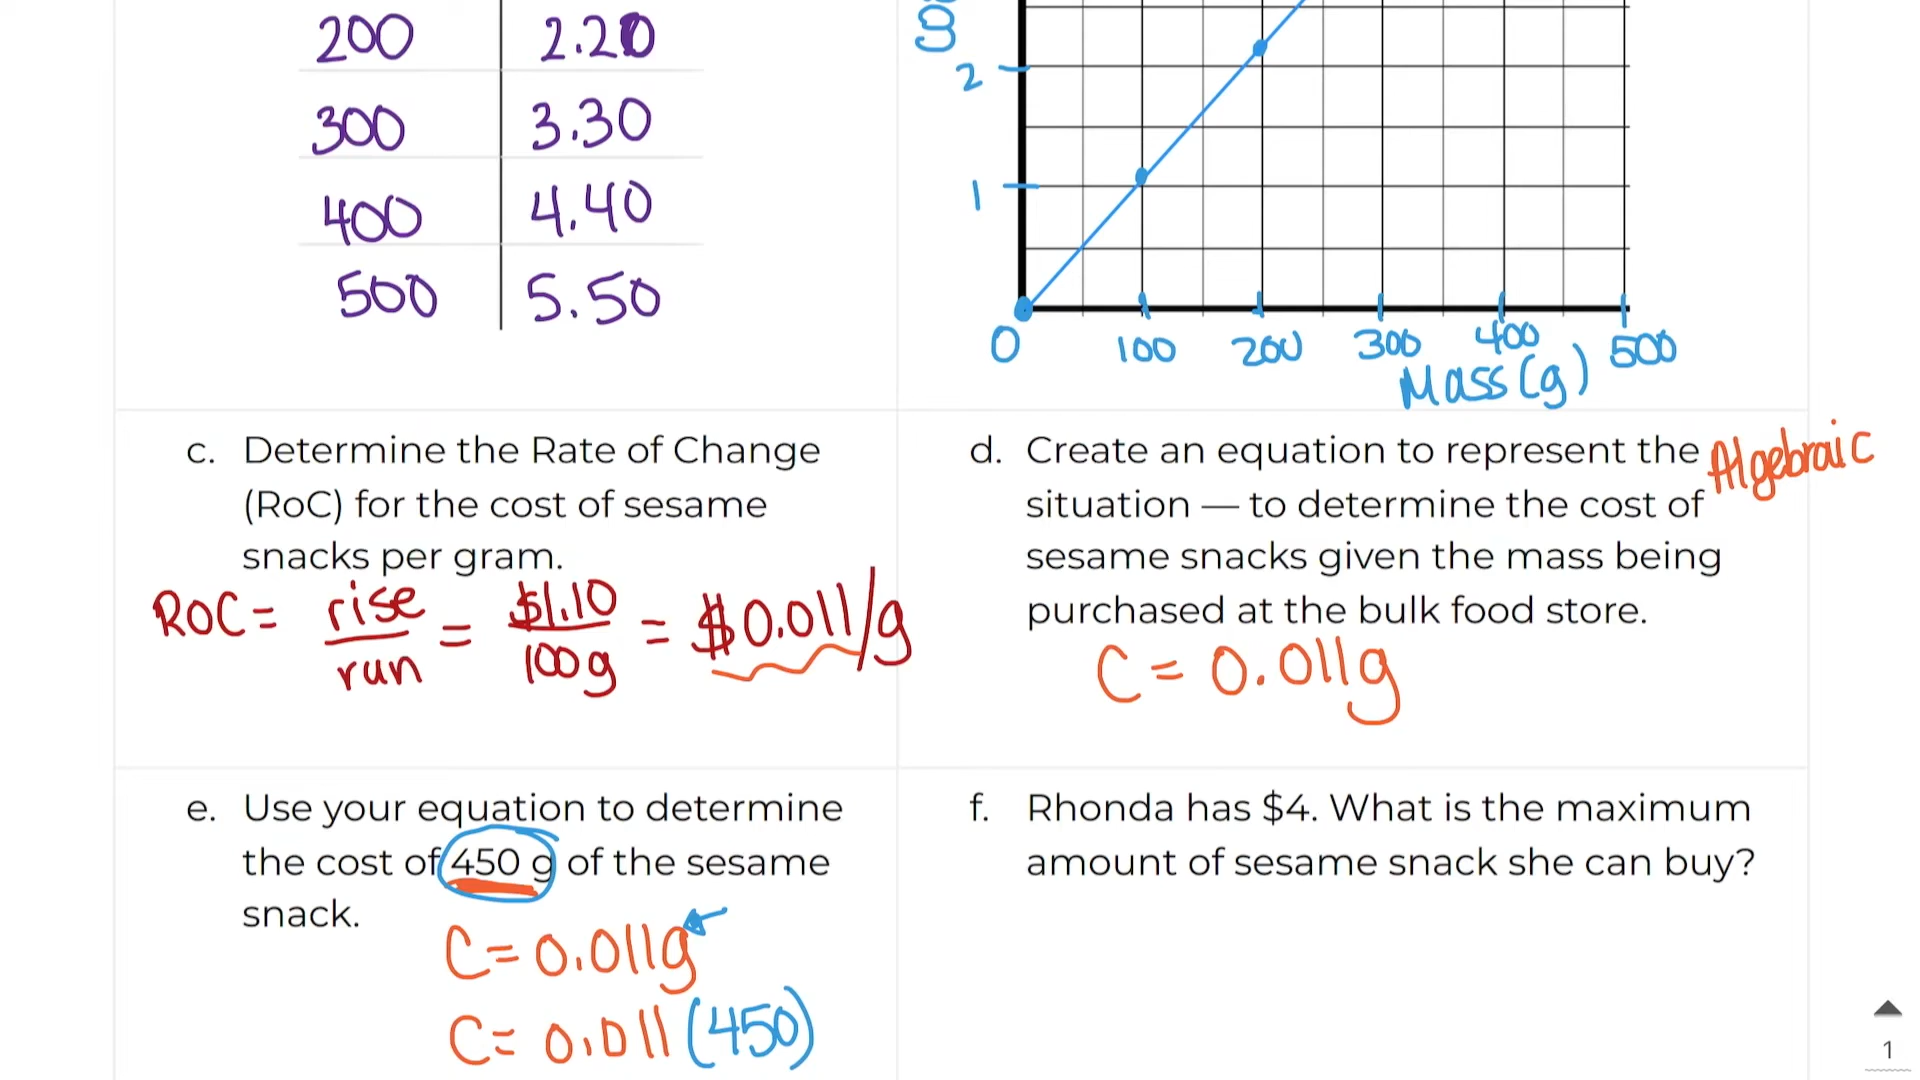 200 2.20
300 3.30
400 4.40
500 5.50
2
1
0 100 200 300 400 500
Mass (g)
c. Determine the Rate of Change
(RoC) for the cost of sesame
snacks per gram.
RoC = rise/run = $1.10/100g = $0.011/g
d. Create an equation to represent the Algebraic
situation — to determine the cost of
sesame snacks given the mass being
purchased at the bulk food store.
C = 0.011g
e. Use your equation to determine
the cost of 450 g of the sesame
snack.
C = 0.011g
C = 0.011 (450)
f. Rhonda has $4. What is the maximum
amount of sesame snack she can buy?
1